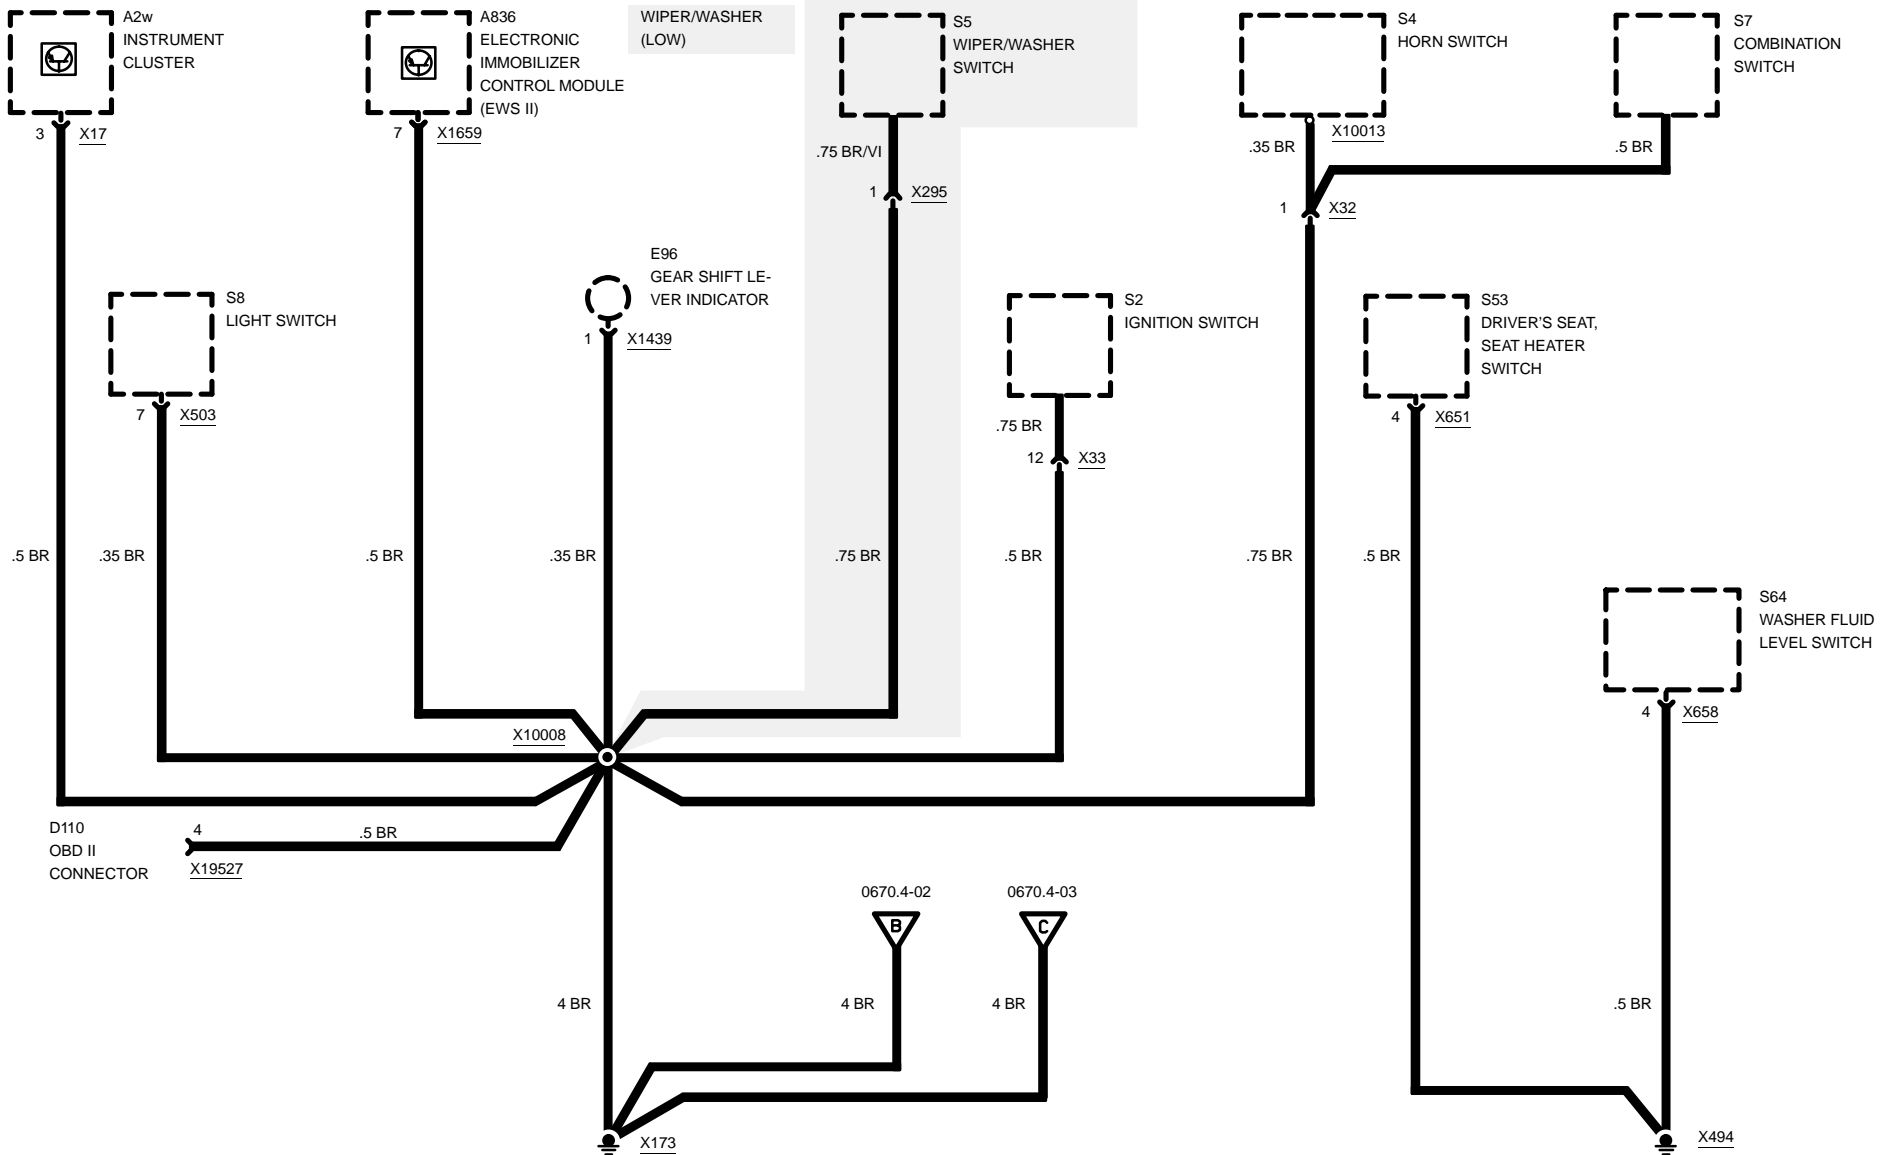 A2w
INSTRUMENT
CLUSTER
3
X17
A836
ELECTRONIC
IMMOBILIZER
CONTROL MODULE
(EWS II)
7
X1659
WIPER/WASHER
(LOW)
S5
WIPER/WASHER
SWITCH
.75 BR/VI
1
X295
S4
HORN SWITCH
X10013
.35 BR
1
X32
S7
COMBINATION
SWITCH
.5 BR
S8
LIGHT SWITCH
7
X503
E96
GEAR SHIFT LE-
VER INDICATOR
1
X1439
S2
IGNITION SWITCH
.75 BR
12
X33
S53
DRIVER'S SEAT,
SEAT HEATER
SWITCH
4
X651
.5 BR
.35 BR
.5 BR
.35 BR
.75 BR
.5 BR
.75 BR
.5 BR
S64
WASHER FLUID
LEVEL SWITCH
4
X658
X10008
D110
OBD II
CONNECTOR
4
.5 BR
X19527
0670.4-02
B
0670.4-03
C
4 BR
4 BR
4 BR
.5 BR
X173
X494